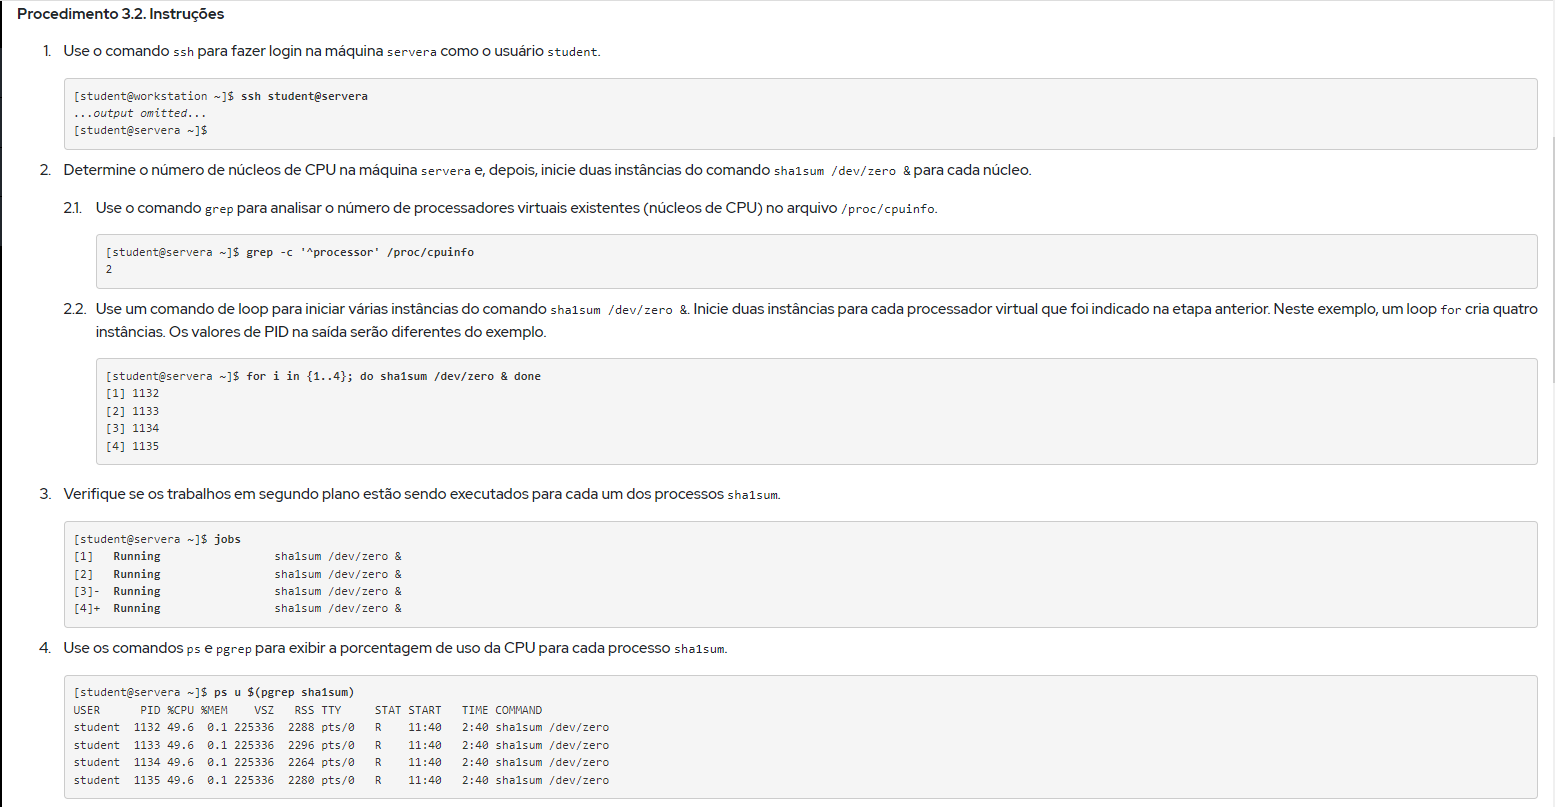 Procedimento 3.2. Instruções
1. Use o comando ssh para fazer login na máquina servera como o usuário student.
[student@workstation ~]$ ssh student@servera
...output omitted...
[student@servera ~]$
2. Determine o número de núcleos de CPU na máquina servera e, depois, inicie duas instâncias do comando sha1sum /dev/zero & para cada núcleo.
2.1. Use o comando grep para analisar o número de processadores virtuais existentes (núcleos de CPU) no arquivo /proc/cpuinfo.
[student@servera ~]$ grep -c '^processor' /proc/cpuinfo
2
2.2. Use um comando de loop para iniciar várias instâncias do comando sha1sum /dev/zero &. Inicie duas instâncias para cada processador virtual que foi indicado na etapa anterior. Neste exemplo, um loop for cria quatro
instâncias. Os valores de PID na saída serão diferentes do exemplo.
[student@servera ~]$ for i in {1..4}; do sha1sum /dev/zero & done
[1] 1132
[2] 1133
[3] 1134
[4] 1135
3. Verifique se os trabalhos em segundo plano estão sendo executados para cada um dos processos sha1sum.
[student@servera ~]$ jobs
[1]   Running                 sha1sum /dev/zero &
[2]   Running                 sha1sum /dev/zero &
[3]-  Running                 sha1sum /dev/zero &
[4]+  Running                 sha1sum /dev/zero &
4. Use os comandos ps e pgrep para exibir a porcentagem de uso da CPU para cada processo sha1sum.
[student@servera ~]$ ps u $(pgrep sha1sum)
USER      PID %CPU %MEM    VSZ   RSS TTY     STAT START   TIME COMMAND
student  1132 49.6  0.1 225336  2288 pts/0   R    11:40   2:40 sha1sum /dev/zero
student  1133 49.6  0.1 225336  2296 pts/0   R    11:40   2:40 sha1sum /dev/zero
student  1134 49.6  0.1 225336  2264 pts/0   R    11:40   2:40 sha1sum /dev/zero
student  1135 49.6  0.1 225336  2280 pts/0   R    11:40   2:40 sha1sum /dev/zero